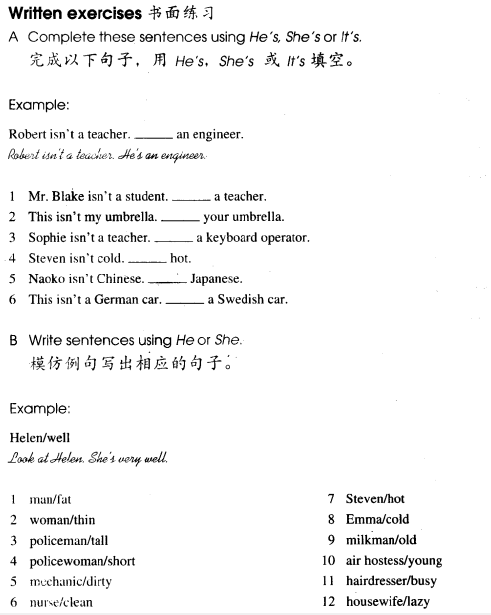 Written exercises 书面练习
A Complete these sentences using He's, She's or It's.
完成以下句子，用 He's，She's 或 It's 填空。
Example:
Robert isn't a teacher. ______ an engineer.
Robert isn't a teacher. He's an engineer.
1 Mr. Blake isn't a student. ______ a teacher.
2 This isn't my umbrella. ______ your umbrella.
3 Sophie isn't a teacher. ______ a keyboard operator.
4 Steven isn't cold. ______ hot.
5 Naoko isn't Chinese. ______ Japanese.
6 This isn't a German car. ______ a Swedish car.
B Write sentences using He or She.
模仿例句写出相应的句子。
Example:
Helen/well
Look at Helen. She's very well.
1 man/fat
2 woman/thin
3 policeman/tall
4 policewoman/short
5 mechanic/dirty
6 nurse/clean
7 Steven/hot
8 Emma/cold
9 milkman/old
10 air hostess/young
11 hairdresser/busy
12 housewife/lazy